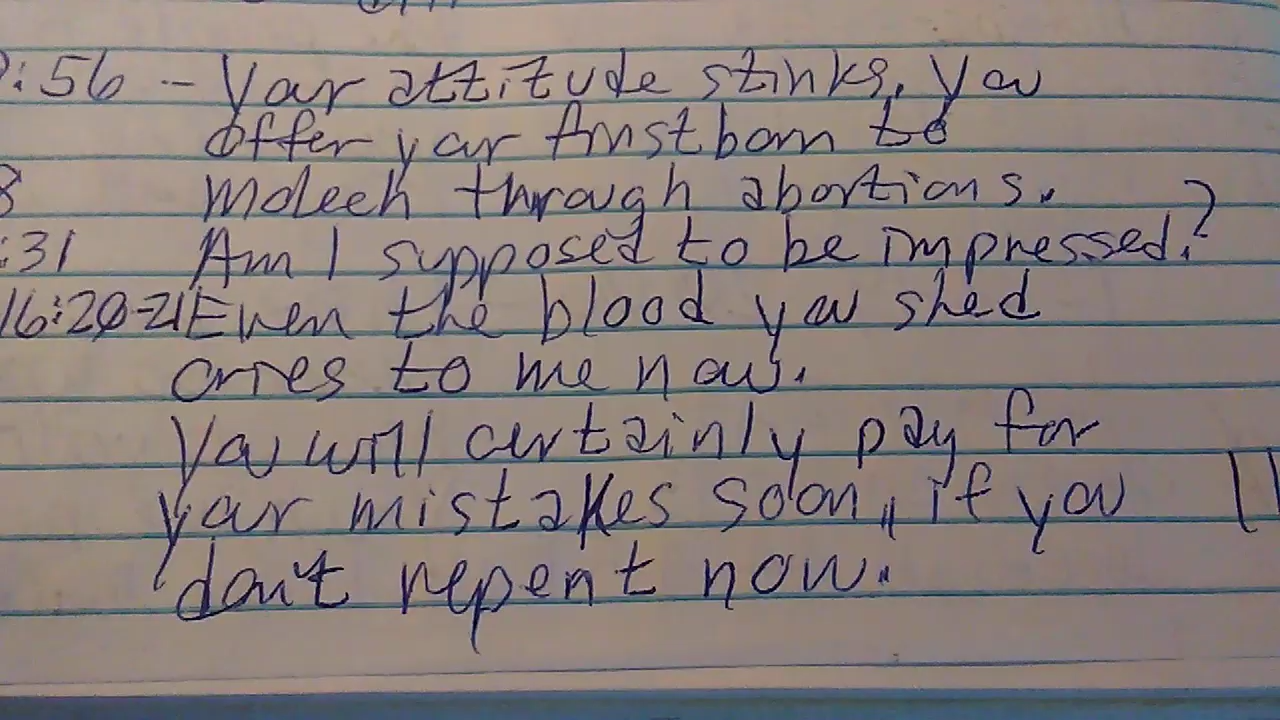 :56 - Your attitude stinks, you
offer your firstborn to
Moleck through abortions.
8 Am I supposed to be impressed?
:31
16:20-21 Even the blood you shed
cries to me now.
You will certainly pay for
your mistakes soon, if you
don't repent now.